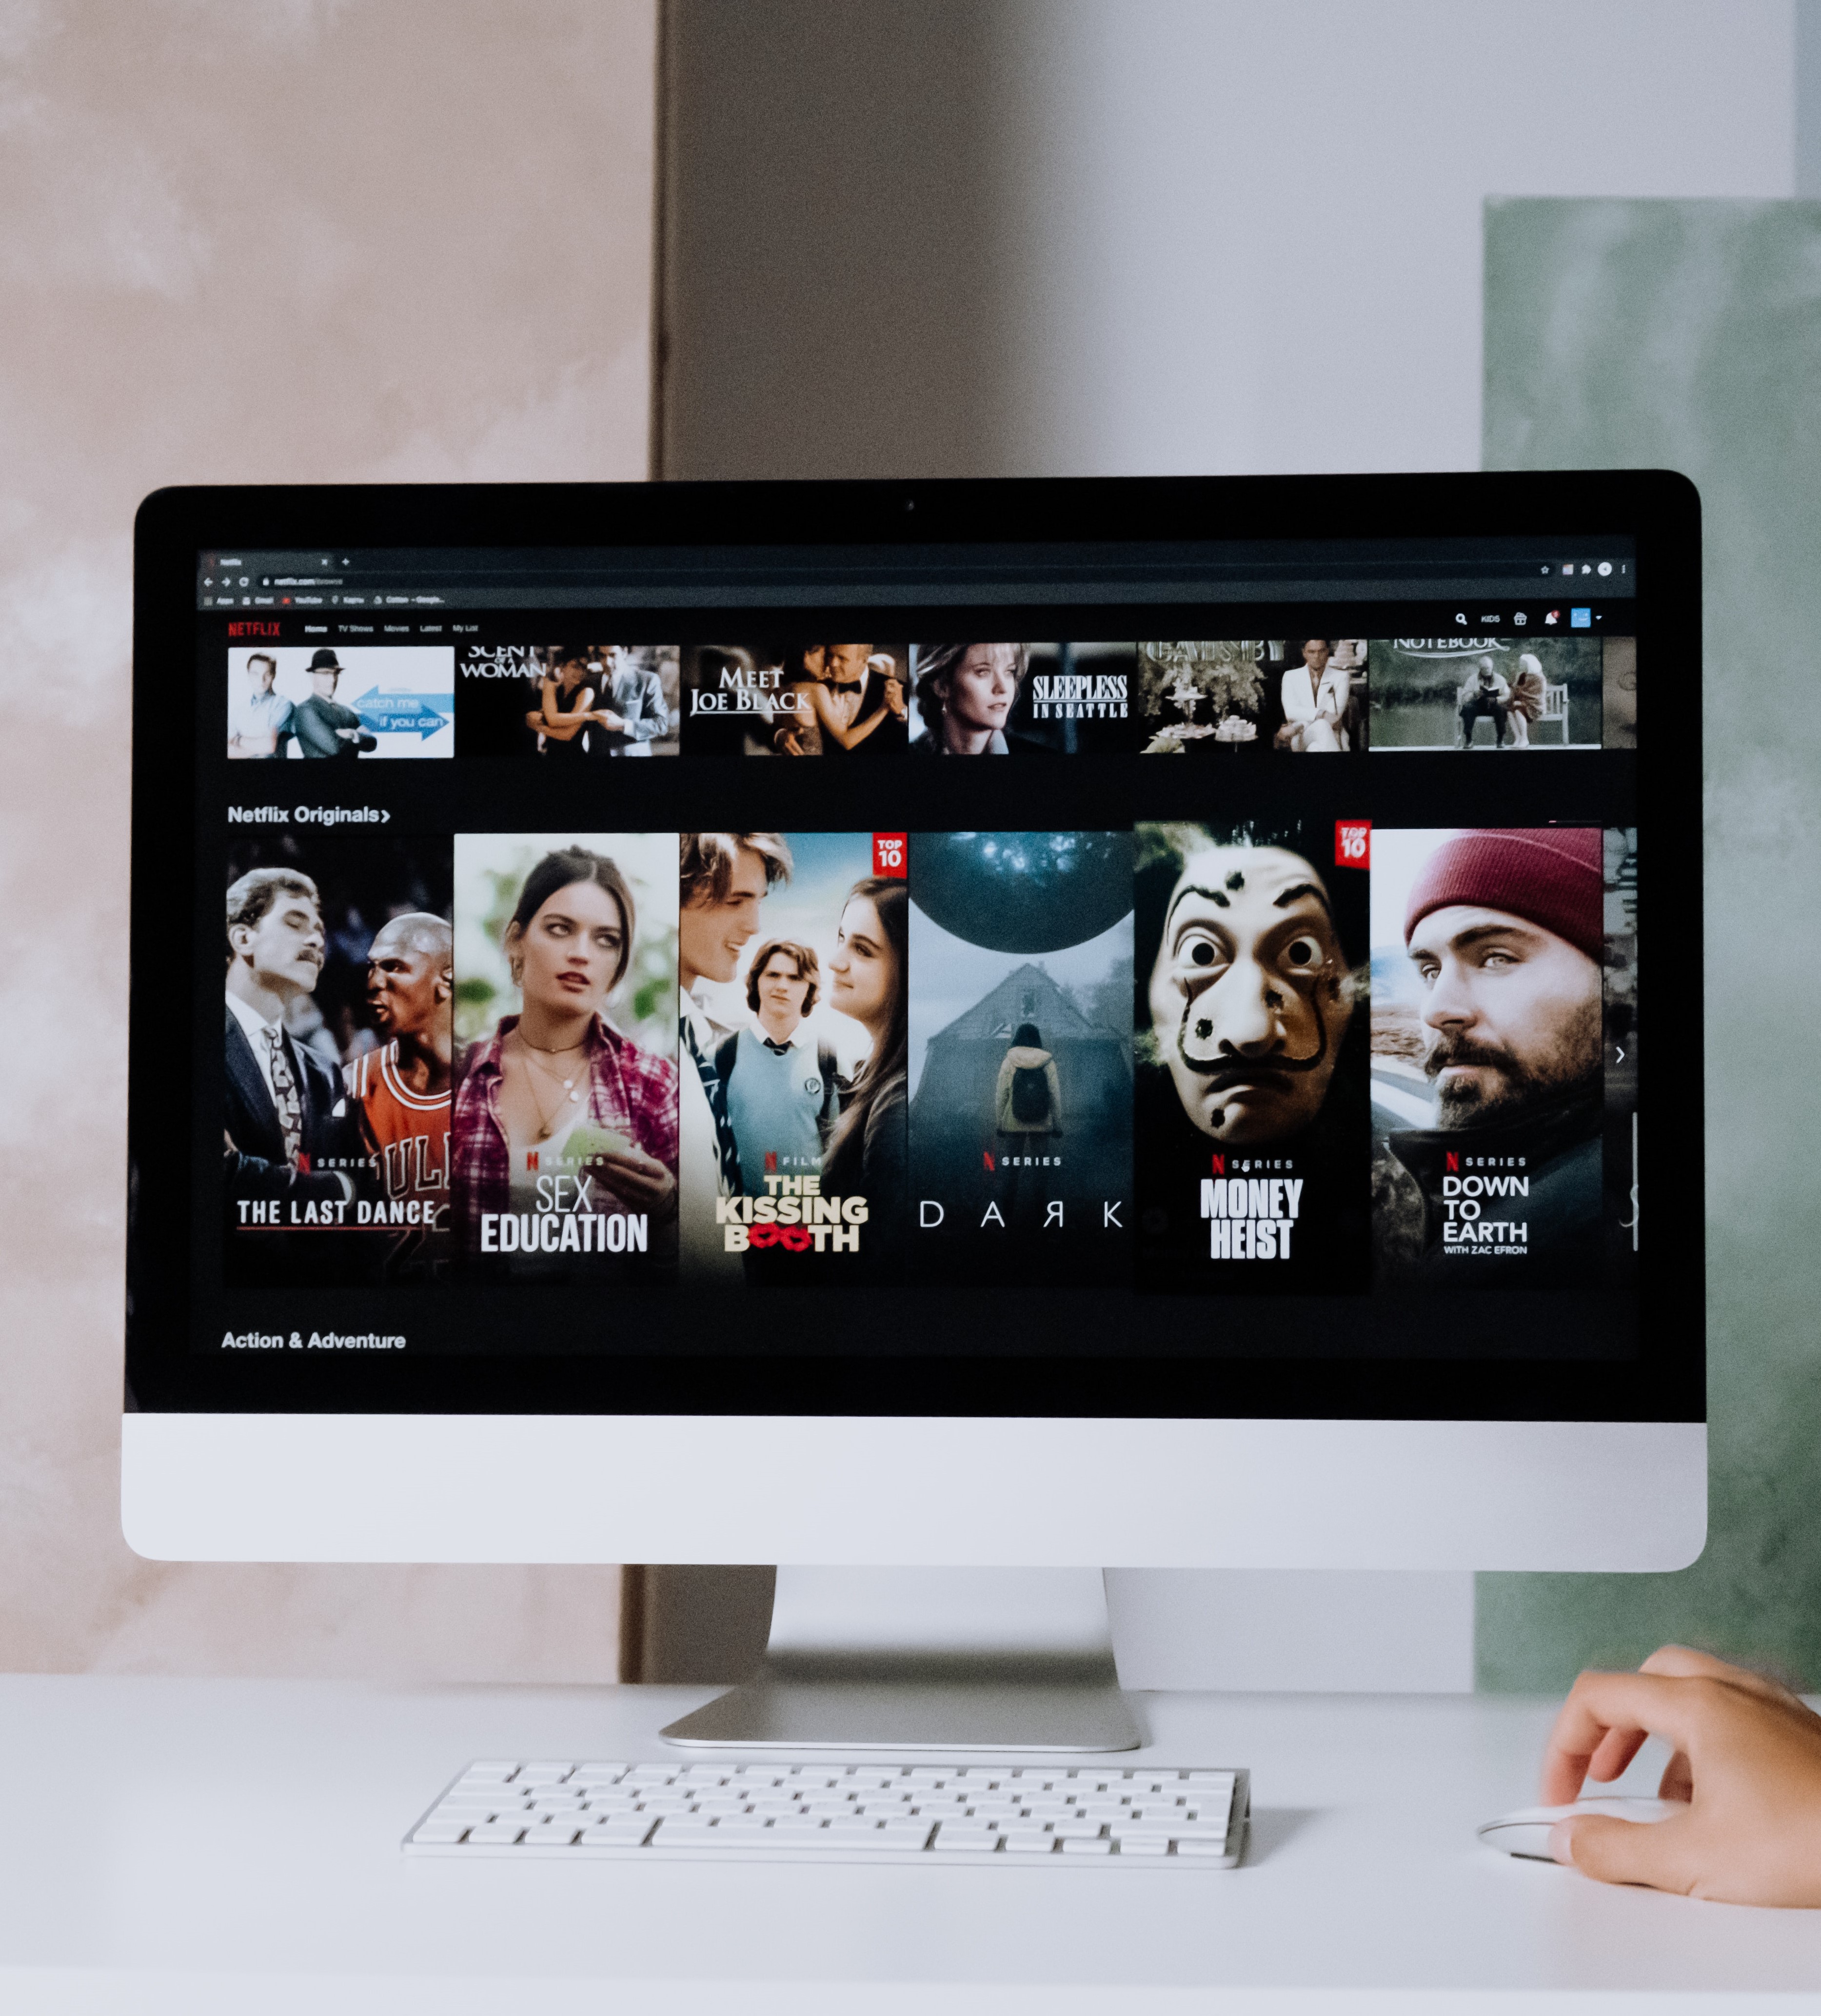 Netflix
netflix.com/browse
Apps Gmail YouTube Карты Cotton – Google...
NETFLIX Home TV Shows Movies Latest My List KIDS
catch me
if you can
SCENT
OF A
WOMAN
MEET
JOE BLACK
SLEEPLESS
IN SEATTLE
GATSBY
NOTEBOOK
Netflix Originals›
N SERIES
THE LAST DANCE
BULL
N SERIES
SEX
EDUCATION
TOP
10
N FILM
THE
KISSING
BOOTH
N SERIES
DAЯK
TOP
10
N SERIES
MONEY
HEIST
N SERIES
DOWN
TO
EARTH
WITH ZAC EFRON
Action & Adventure